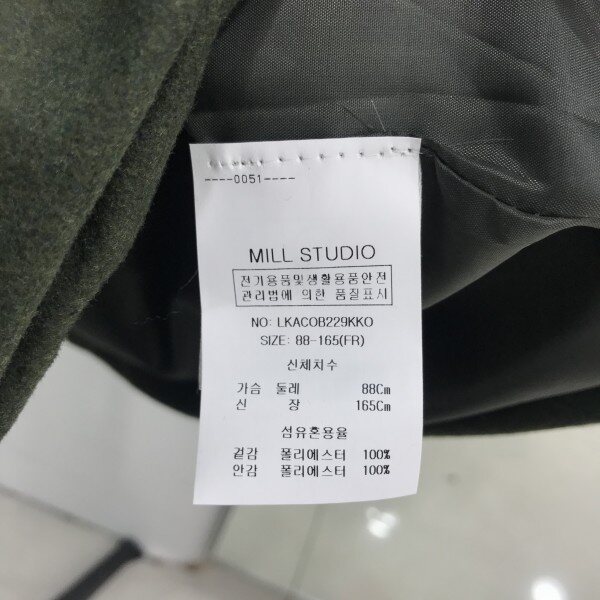 ----0051----
MILL STUDIO
전기용품및생활용품안전
관리법에 의한 품질표시
NO: LKACOB229KKO
SIZE: 88-165(FR)
신체치수
가슴 둘레 88Cm
신 장 165Cm
섬유혼용율
겉감 폴리에스터 100%
안감 폴리에스터 100%